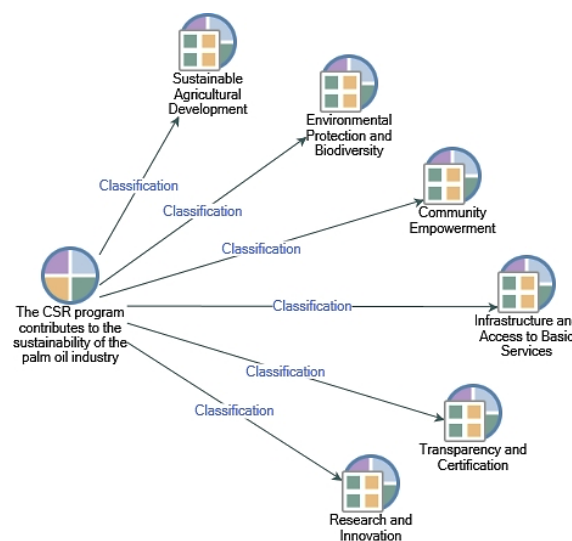 Sustainable
Agricultural
Development
Environmental
Protection and
Biodiversity
Classification
Classification
Community
Empowerment
Classification
The CSR program
contributes to the
sustainability of the
palm oil industry
Classification
Infrastructure an
Access to Basic
Services
Classification
Classification
Transparency and
Certification
Research and
Innovation